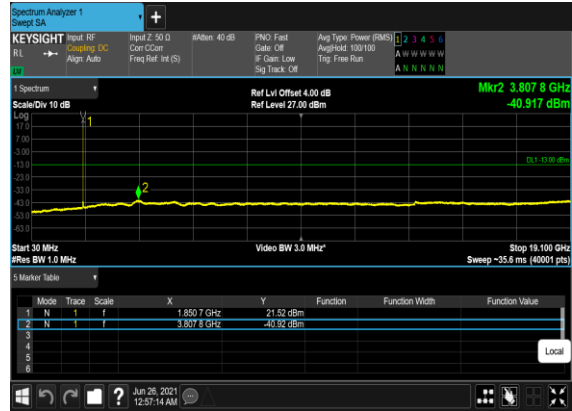 Spectrum Analyzer 1
Swept SA
+
KEYSIGHT Input: RF Input Z: 50 Ω #Atten: 40 dB PNO: Fast Avg Type: Power (RMS) 1 2 3 4 5 6
RL Coupling: DC Corr CCorr Gate: Off Avg|Hold: 100/100 A W W W W W
Align: Auto Freq Ref: Int (S) IF Gain: Low Trig: Free Run
Sig Track: Off A N N N N N
1 Spectrum
Scale/Div 10 dB Ref Lvl Offset 4.00 dB Mkr2 3.807 8 GHz
Ref Level 27.00 dBm -40.917 dBm
Log
17.0
7.00
-3.00
-13.0
-23.0
-33.0
-43.0
-53.0
-63.0
1
DL1 -13.00 dBm
2
Start 30 MHz Video BW 3.0 MHz* Stop 19.100 GHz
#Res BW 1.0 MHz Sweep ~35.6 ms (40001 pts)
5 Marker Table
Mode Trace Scale X Y Function Function Width Function Value
1 N 1 f 1.850 7 GHz 21.52 dBm
2 N 1 f 3.807 8 GHz -40.92 dBm
3
4
5
6
Local
? Jun 26, 2021
12:57:14 AM